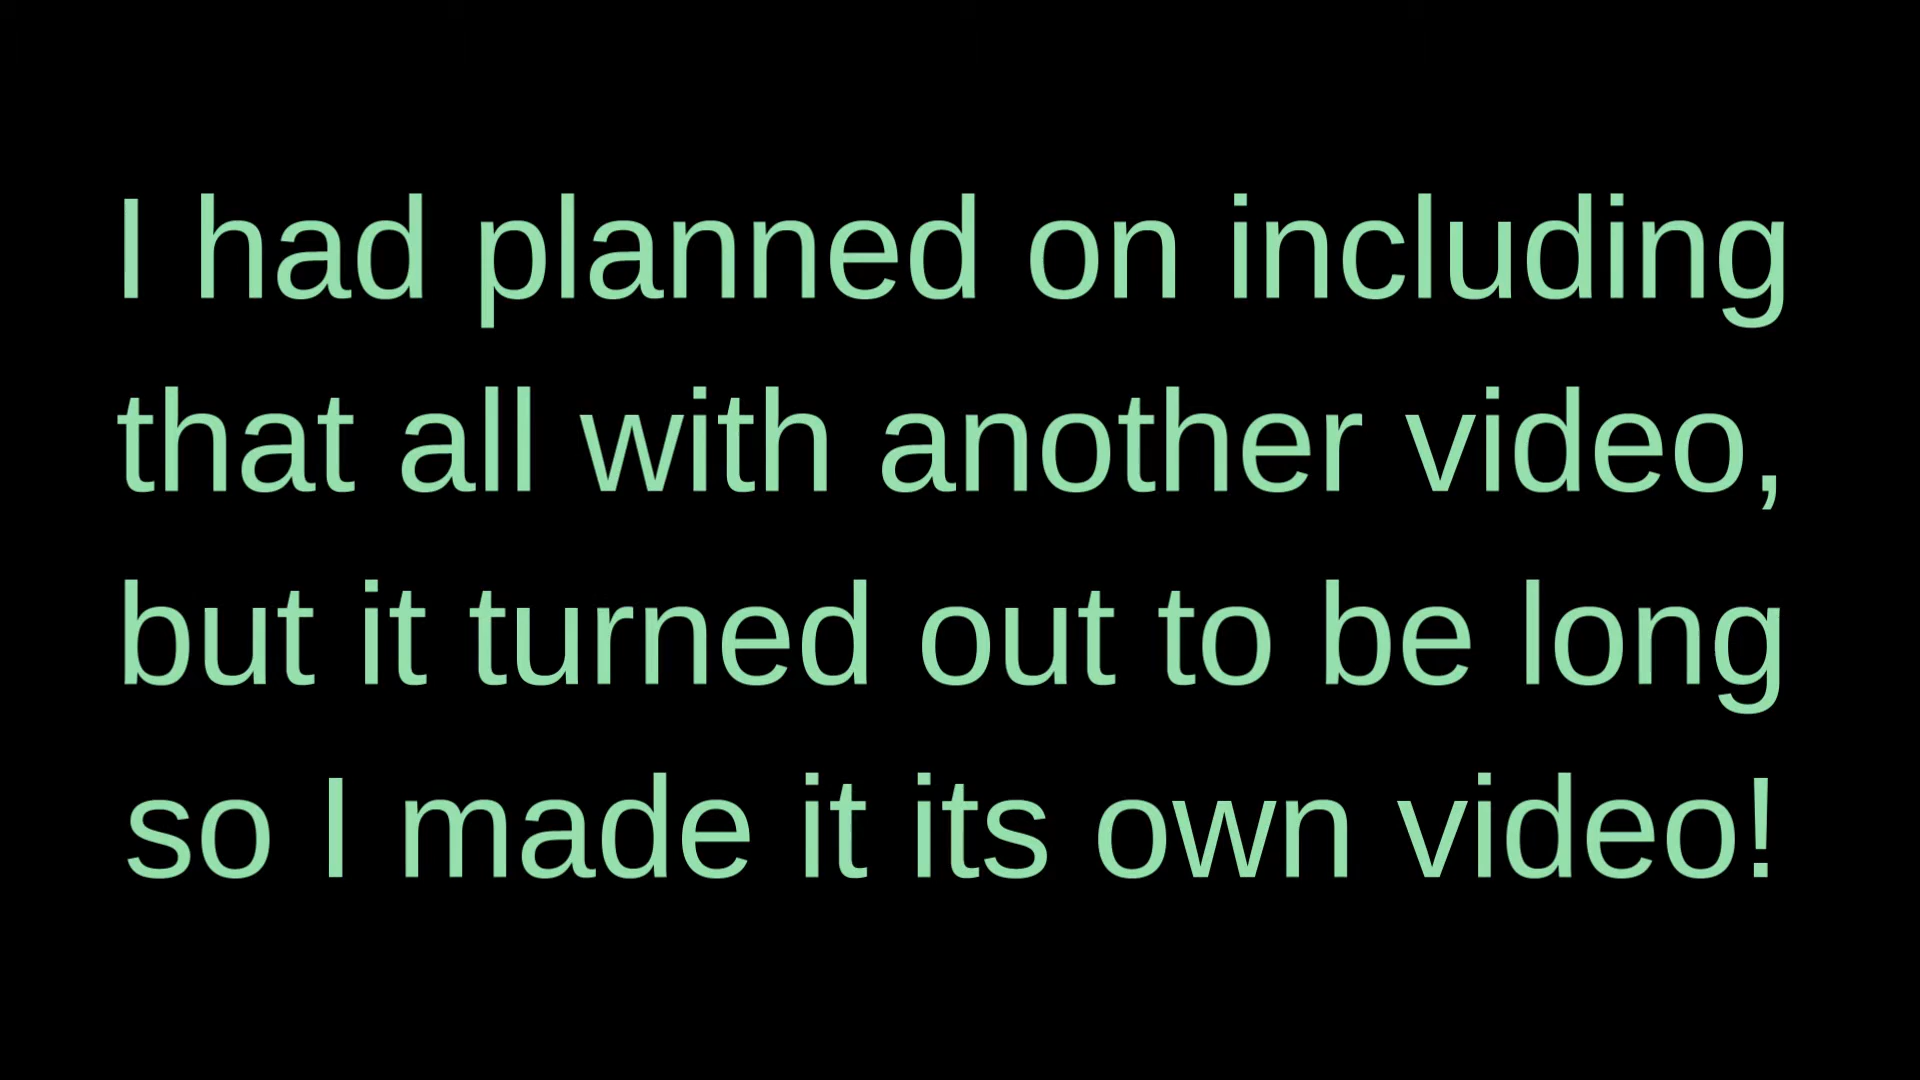 I had planned on including
that all with another video,
but it turned out to be long
so I made it its own video!